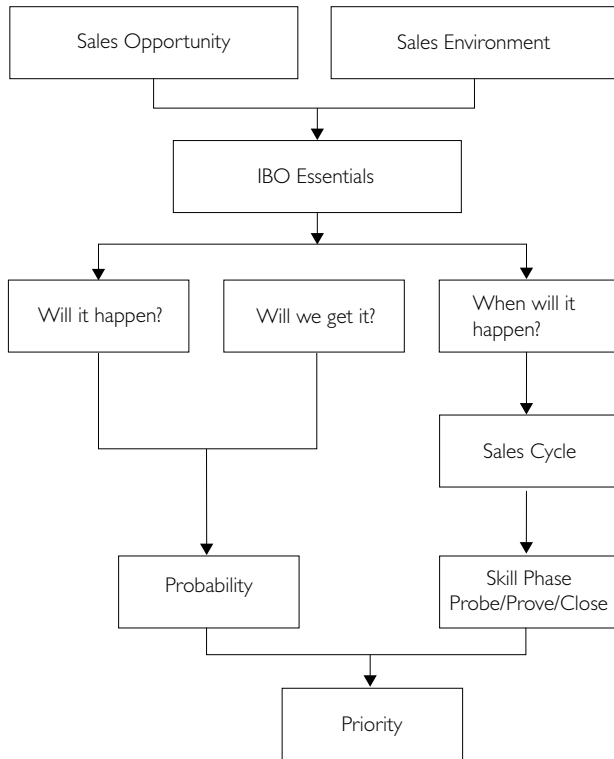 Sales Opportunity
Sales Environment
IBO Essentials
Will it happen?
Will we get it?
When will it
happen?
Sales Cycle
Probability
Skill Phase
Probe/Prove/Close
Priority